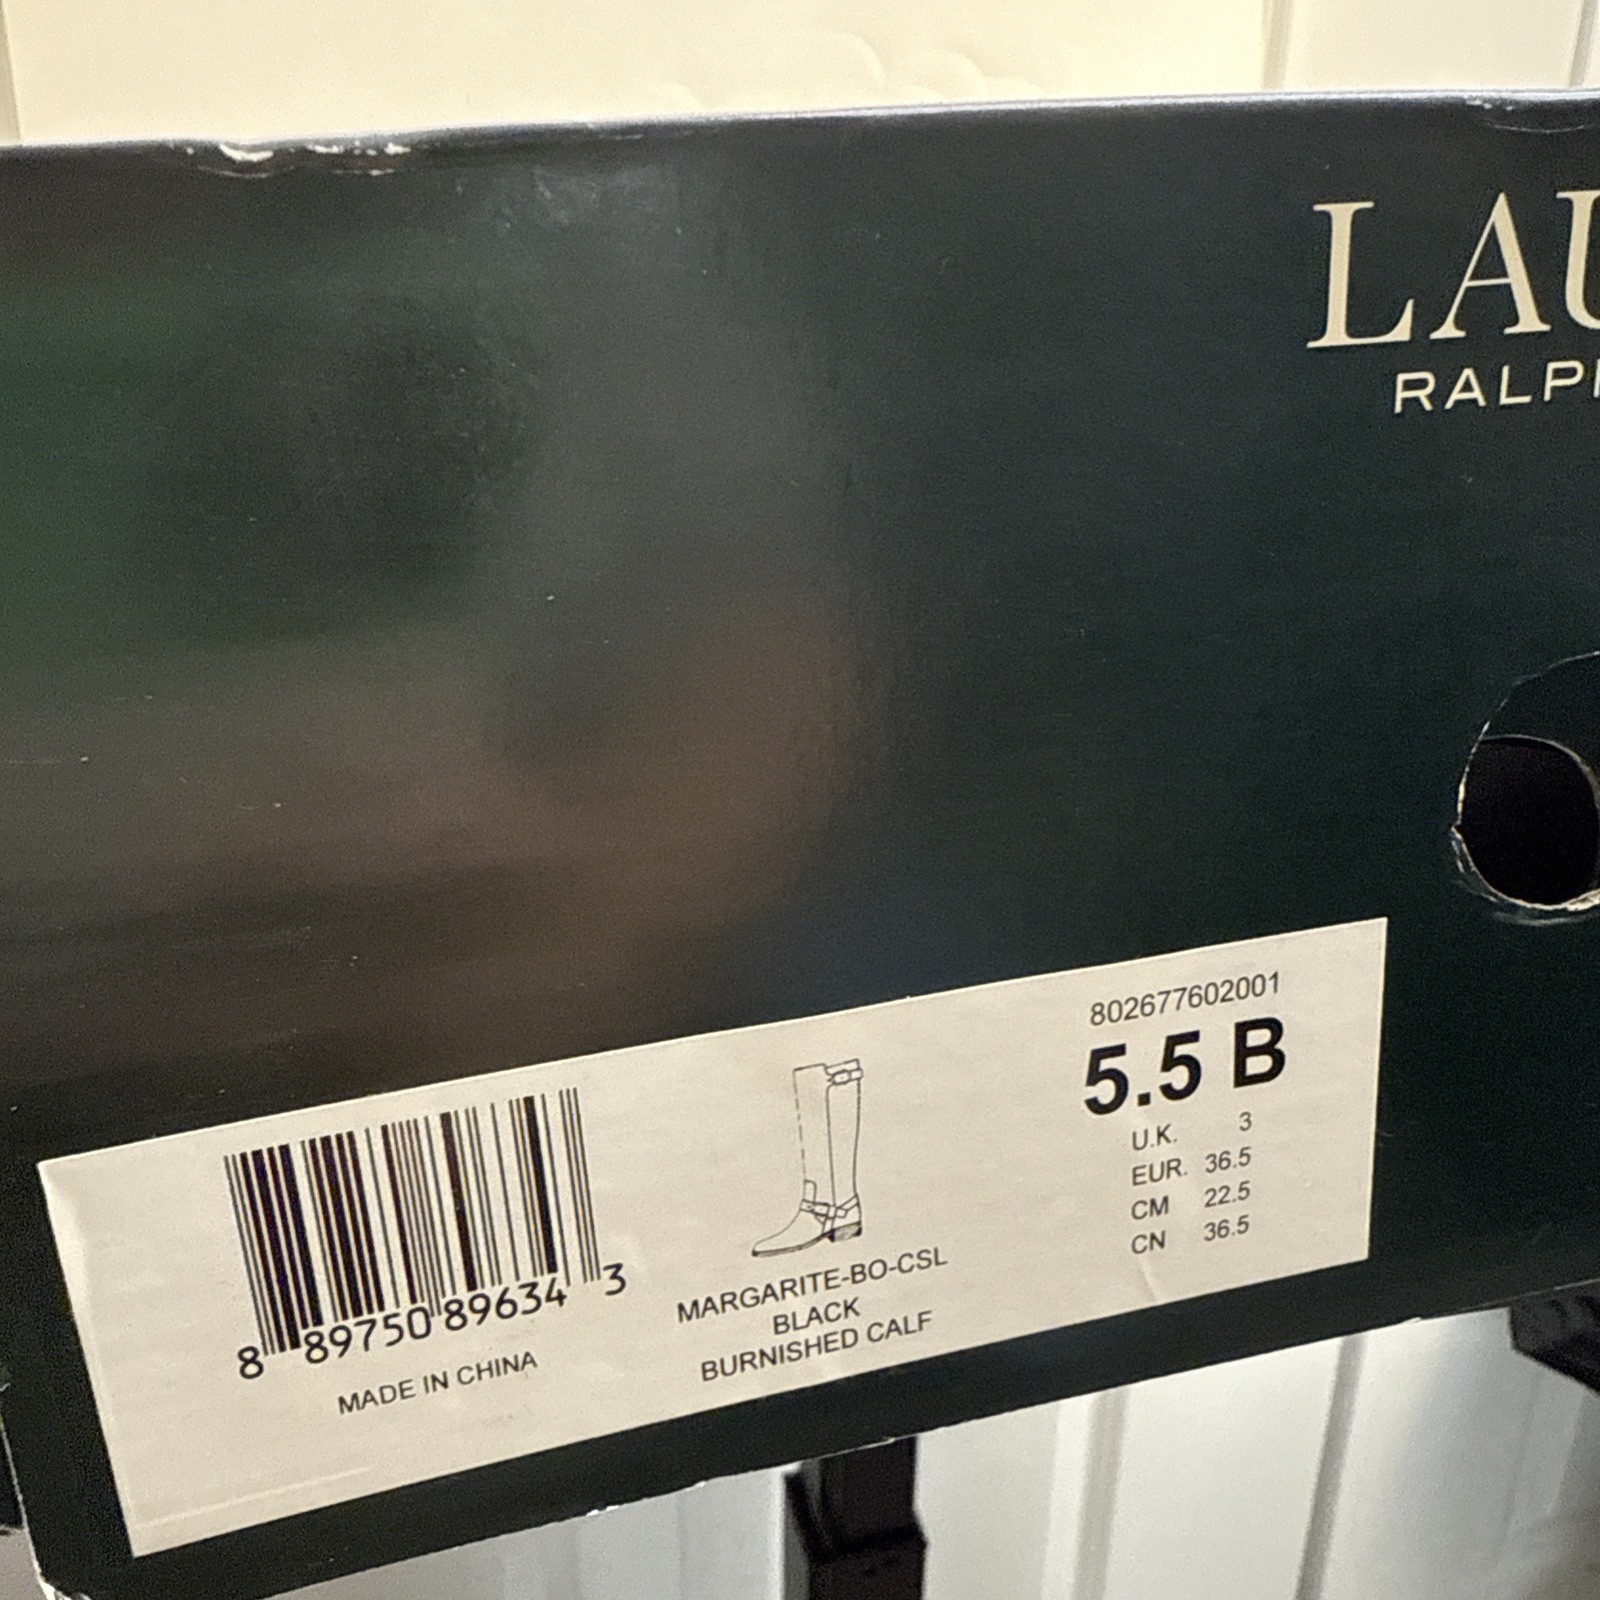 LAU
RALPH
802677602001
5.5 B
U.K. 3
EUR. 36.5
CM 22.5
CN 36.5
8 89750 89634 3
MADE IN CHINA
MARGARITE-BO-CSL
BLACK
BURNISHED CALF